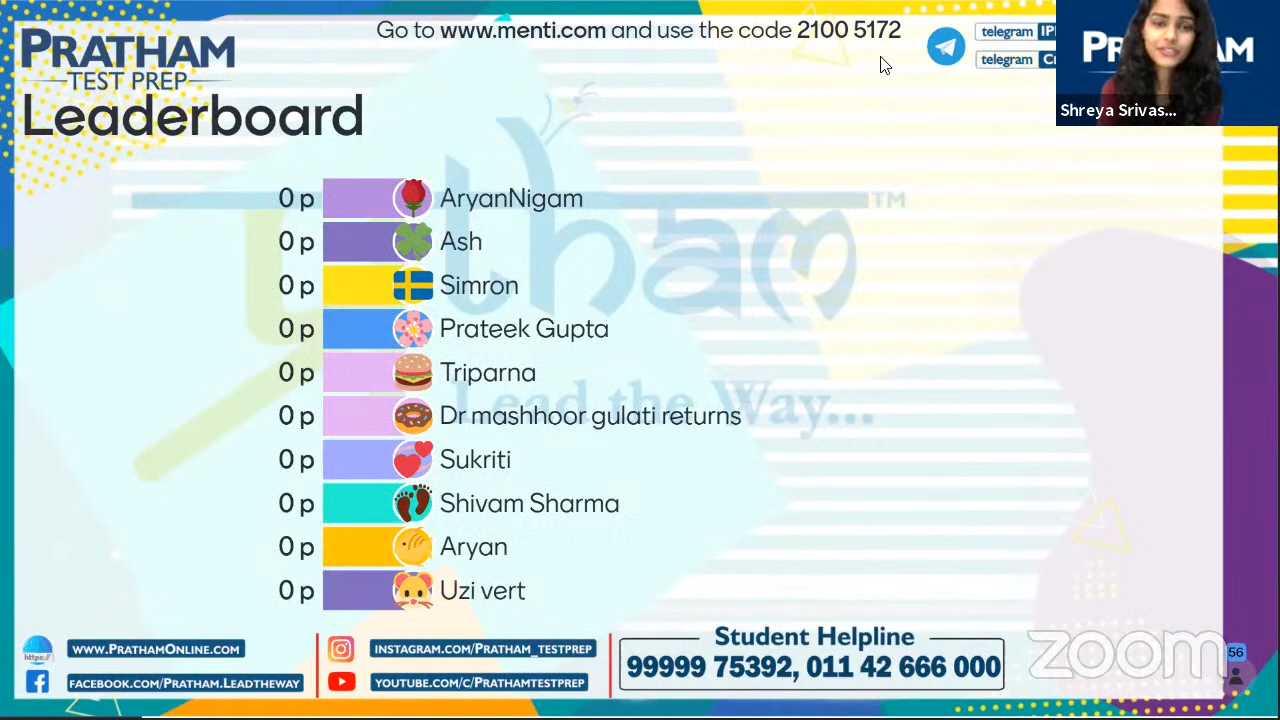 Go to www.menti.com and use the code 2100 5172
PRATHAM
TEST PREP
Leaderboard
telegram
telegram
Shreya Srivas...
0 p AryanNigam
0 p Ash
0 p Simron
0 p Prateek Gupta
0 p Triparna
0 p Dr mashhoor gulati returns
0 p Sukriti
0 p Shivam Sharma
0 p Aryan
0 p Uzi vert
TM
Lead the Way...
https://
WWW.PRATHAMONLINE.COM
FACEBOOK.COM/PRATHAM.LEADTHEWAY
INSTAGRAM.COM/PRATHAM_TESTPREP
YOUTUBE.COM/C/PRATHAMTESTPREP
Student Helpline
99999 75392, 011 42 666 000
zoom
56